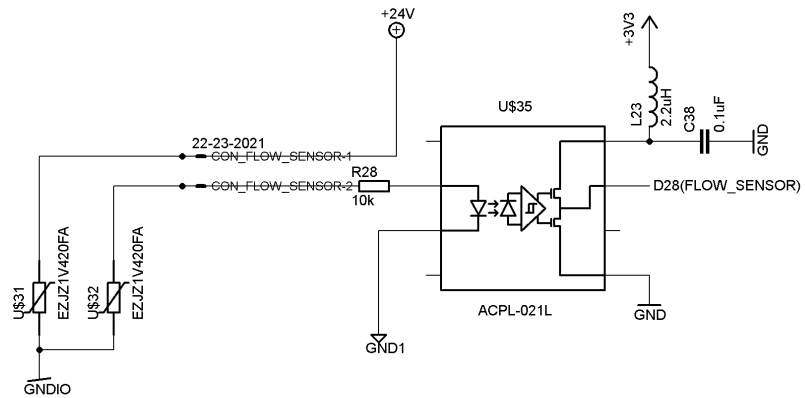 +24V
+3V3
U$35
L23
2.2uH
C38
0.1uF
GND
22-23-2021
CON_FLOW_SENSOR-1
R28
CON_FLOW_SENSOR-2
10k
D28(FLOW_SENSOR)
U$31
EZJZ1V420FA
U$32
EZJZ1V420FA
ACPL-021L
GND
GND1
GNDIO